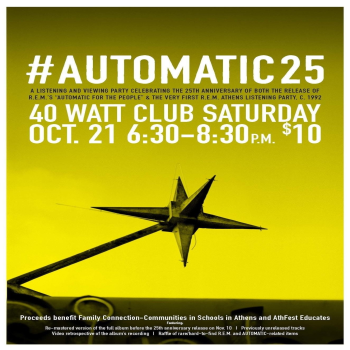 #AUTOMATIC25
A LISTENING AND VIEWING PARTY CELEBRATING THE 25TH ANNIVERSARY OF BOTH THE RELEASE OF
R.E.M.'S "AUTOMATIC FOR THE PEOPLE" & THE VERY FIRST R.E.M. ATHENS LISTENING PARTY, C. 1992
40 WATT CLUB SATURDAY
OCT. 21 6:30–8:30P.M. $10
Proceeds benefit Family Connection–Communities in Schools in Athens and AthFest Educates
Featuring:
Re-mastered version of the full album before the 25th anniversary release on Nov. 10 | Previously unreleased tracks
Video retrospective of the album's recording | Raffle of rare/hard-to-find R.E.M. and AUTOMATIC-related items